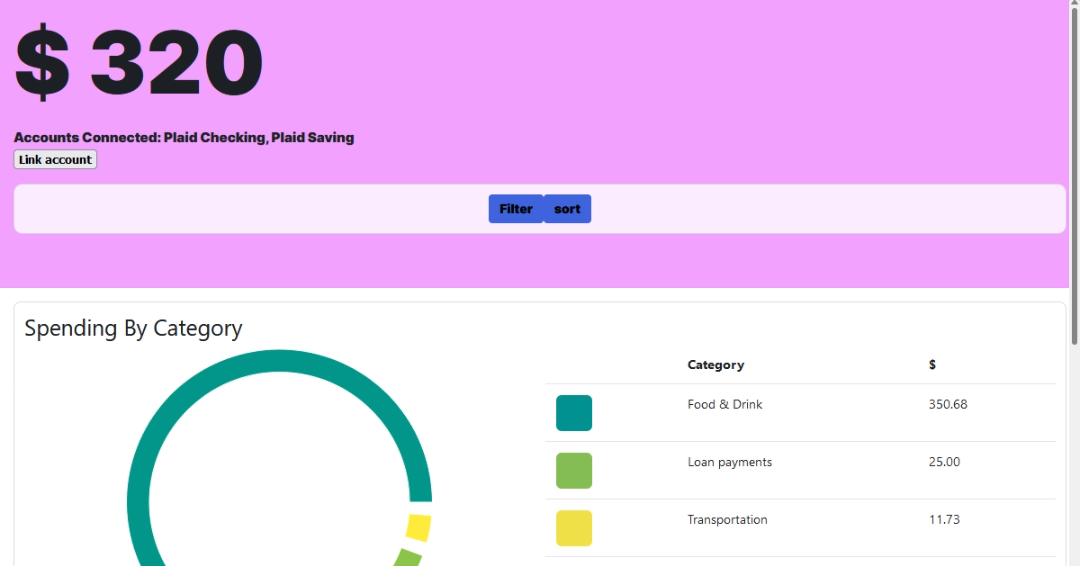 $ 320
Accounts Connected: Plaid Checking, Plaid Saving
Link account
Filter sort
Spending By Category
Category $
Food & Drink 350.68
Loan payments 25.00
Transportation 11.73